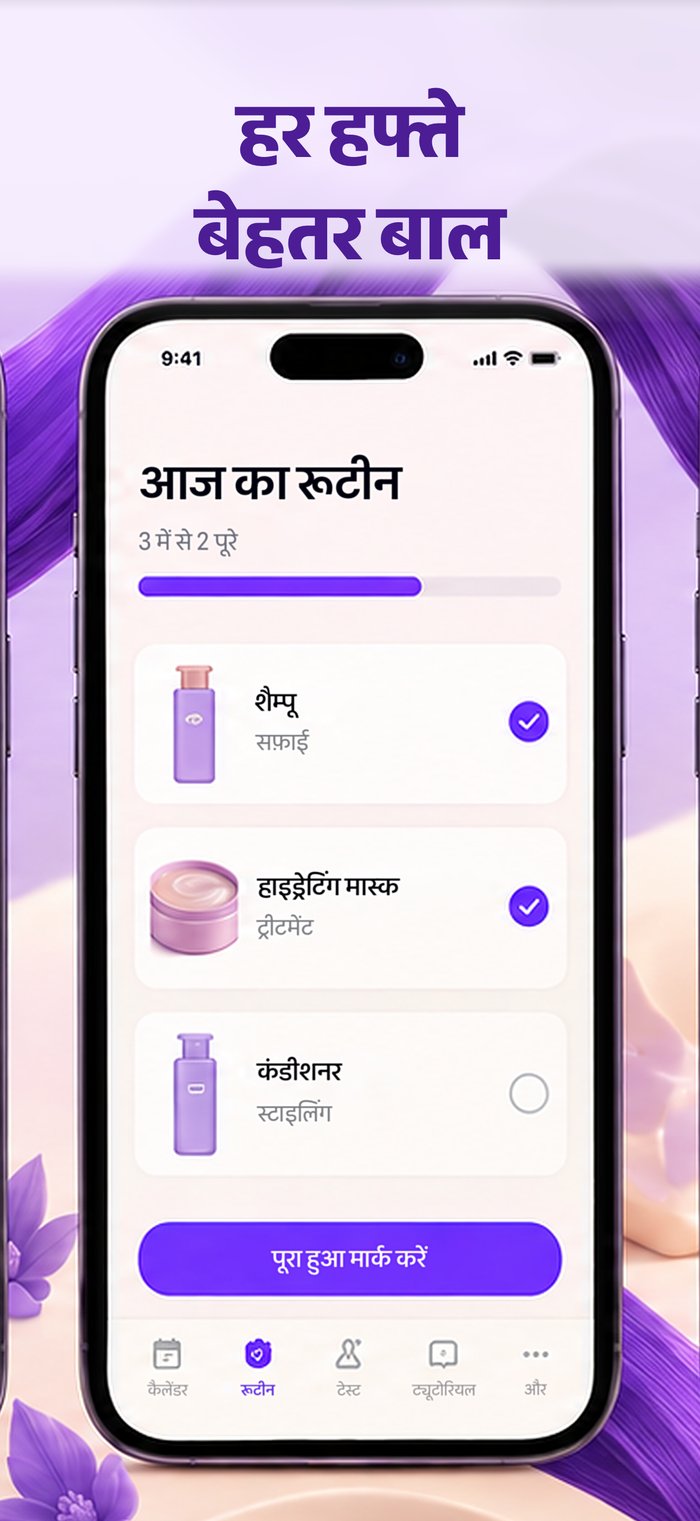 हर हफ्ते
बेहतर बाल
9:41
आज का रूटीन
3 में से 2 पूरे
शैम्पू
सफ़ाई
हाइड्रेटिंग मास्क
ट्रीटमेंट
कंडीशनर
स्टाइलिंग
पूरा हुआ मार्क करें
कैलेंडर
रूटीन
टेस्ट
ट्यूटोरियल
और